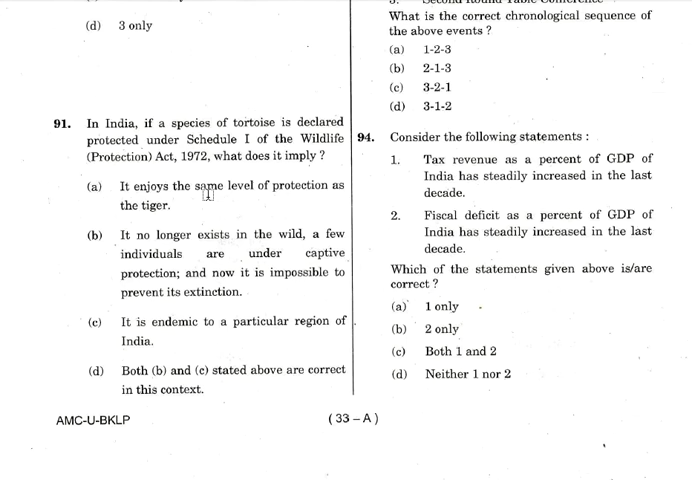 (d) 3 only
91. In India, if a species of tortoise is declared
protected under Schedule I of the Wildlife
(Protection) Act, 1972, what does it imply ?
(a) It enjoys the same level of protection as
the tiger.
(b) It no longer exists in the wild, a few
individuals are under captive
protection; and now it is impossible to
prevent its extinction.
(c) It is endemic to a particular region of
India.
(d) Both (b) and (c) stated above are correct
in this context.
3. Second Round Table Conference
What is the correct chronological sequence of
the above events ?
(a) 1-2-3
(b) 2-1-3
(c) 3-2-1
(d) 3-1-2
94. Consider the following statements :
1. Tax revenue as a percent of GDP of
India has steadily increased in the last
decade.
2. Fiscal deficit as a percent of GDP of
India has steadily increased in the last
decade.
Which of the statements given above is/are
correct ?
(a) 1 only
(b) 2 only
(c) Both 1 and 2
(d) Neither 1 nor 2
AMC-U-BKLP
( 33 – A )